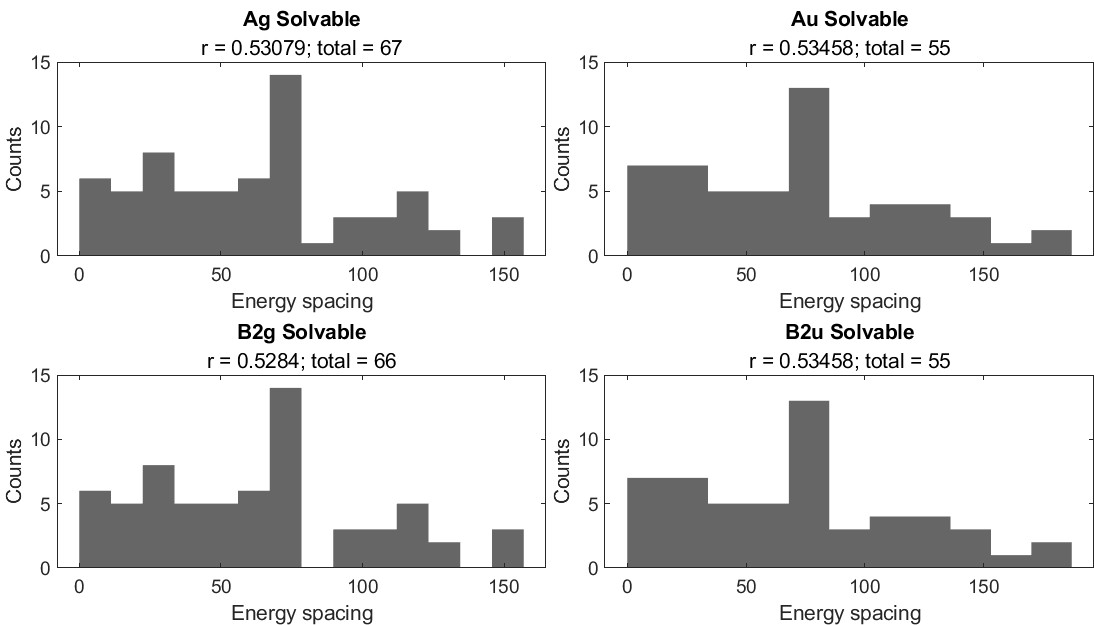 Ag Solvable
r = 0.53079; total = 67
15
10
5
0
Counts
0 50 100 150
Energy spacing
Au Solvable
r = 0.53458; total = 55
15
10
5
0
Counts
0 50 100 150
Energy spacing
B2g Solvable
r = 0.5284; total = 66
15
10
5
0
Counts
0 50 100 150
Energy spacing
B2u Solvable
r = 0.53458; total = 55
15
10
5
0
Counts
0 50 100 150
Energy spacing